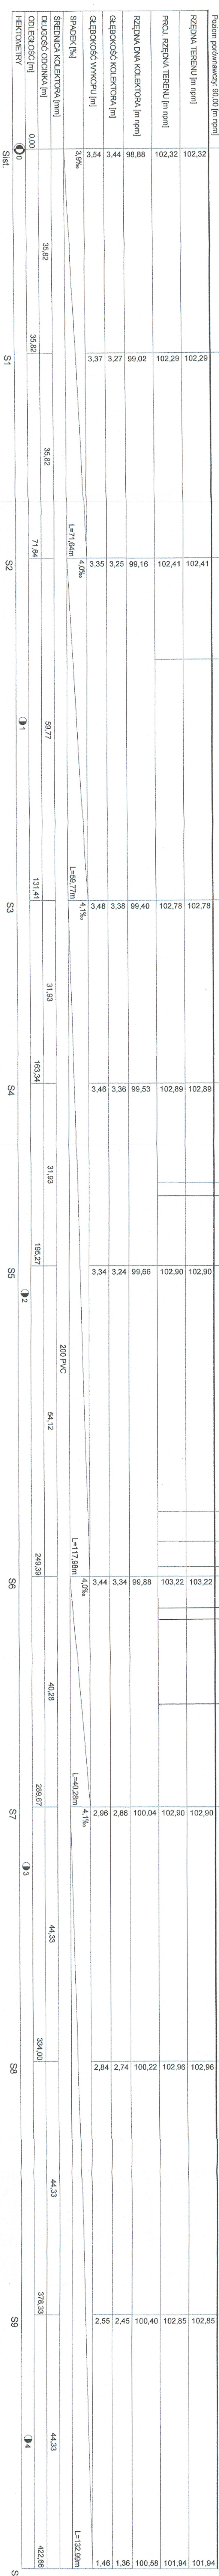 Poziom porównawzy: 90,00 [m npm]
RZĘDNA TERENU [m npm] 102,32 102,29 102,41 102,78 102,89 102,90 103,22 102,90 102,96 102,85 101,94
PROJ. RZĘDNA TERENU [m npm] 102,32 102,29 102,41 102,78 102,89 102,90 103,22 102,90 102,96 102,85 101,94
RZĘDNA DNA KOLEKTORA [m npm] 98,88 99,02 99,16 99,40 99,53 99,66 99,88 100,04 100,22 100,40 100,58
GŁĘBOKOŚĆ KOLEKTORA [m] 3,44 3,27 3,25 3,38 3,36 3,24 3,34 2,86 2,74 2,45 1,36
GŁĘBOKOŚĆ WYKOPU [m] 3,54 3,37 3,35 3,48 3,46 3,34 3,44 2,96 2,84 2,55 1,46
SPADEK [‰] 3,9‰ L=71,64m 4,0‰ L=59,77m 4,1‰ L=117,98m 4,0‰ L=40,28m 4,1‰ L=132,99m
ŚREDNICA KOLEKTORA [mm] 200 PVC
DŁUGOŚĆ ODCINKA [m] 35,82 35,82 59,77 31,93 31,93 54,12 40,28 44,33 44,33 44,33
ODLEGŁOŚĆ [m] 0,00 35,82 71,64 131,41 163,34 195,27 249,39 289,67 334,00 378,33 422,66
HEKTOMETRY 0 1 2 3 4
Sist. S1 S2 S3 S4 S5 S6 S7 S8 S9